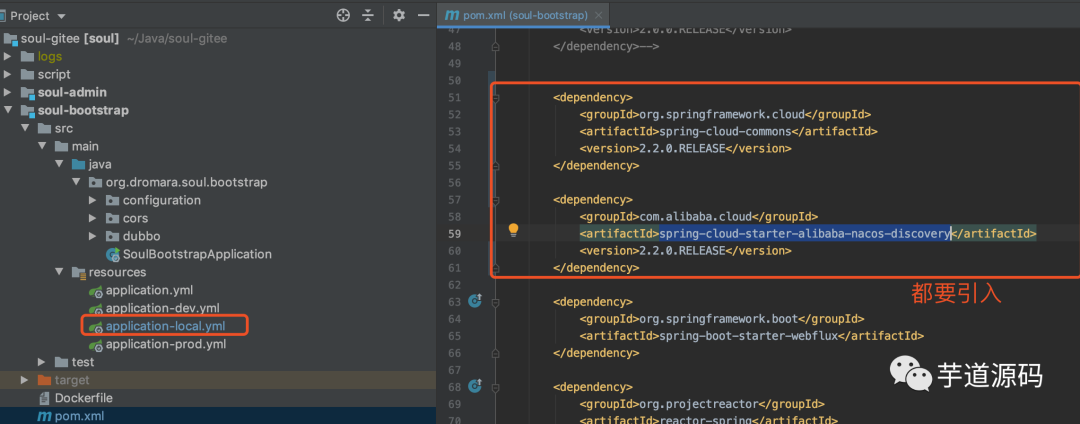 Project
soul-gitee [soul] ~/Java/soul-gitee
logs
script
soul-admin
soul-bootstrap
src
main
java
org.dromara.soul.bootstrap
configuration
cors
dubbo
SoulBootstrapApplication
resources
application.yml
application-dev.yml
application-local.yml
application-prod.yml
test
target
Dockerfile
pom.xml
pom.xml (soul-bootstrap)
47 <version>2.0.0.RELEASE</version>
48 </dependency>-->
49
50
51 <dependency>
52 <groupId>org.springframework.cloud</groupId>
53 <artifactId>spring-cloud-commons</artifactId>
54 <version>2.2.0.RELEASE</version>
55 </dependency>
56
57 <dependency>
58 <groupId>com.alibaba.cloud</groupId>
59 <artifactId>spring-cloud-starter-alibaba-nacos-discovery</artifactId>
60 <version>2.2.0.RELEASE</version>
61 </dependency>
62
都要引入
63 <dependency>
64 <groupId>org.springframework.boot</groupId>
65 <artifactId>spring-boot-starter-webflux</artifactId>
66 </dependency>
67
68 <dependency>
69 <groupId>org.projectreactor</groupId>
70 <artifactId>reactor-spring</artifactId>
芋道源码